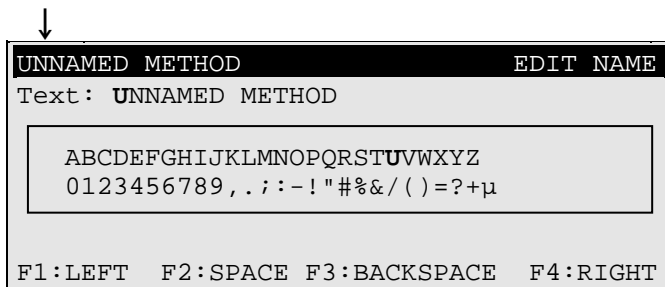 UNNAMED METHOD EDIT NAME
Text: UNNAMED METHOD
ABCDEFGHIJKLMNOPQRSTUVWXYZ
0123456789,.;:-!"#%&/()=?+µ
F1:LEFT F2:SPACE F3:BACKSPACE F4:RIGHT